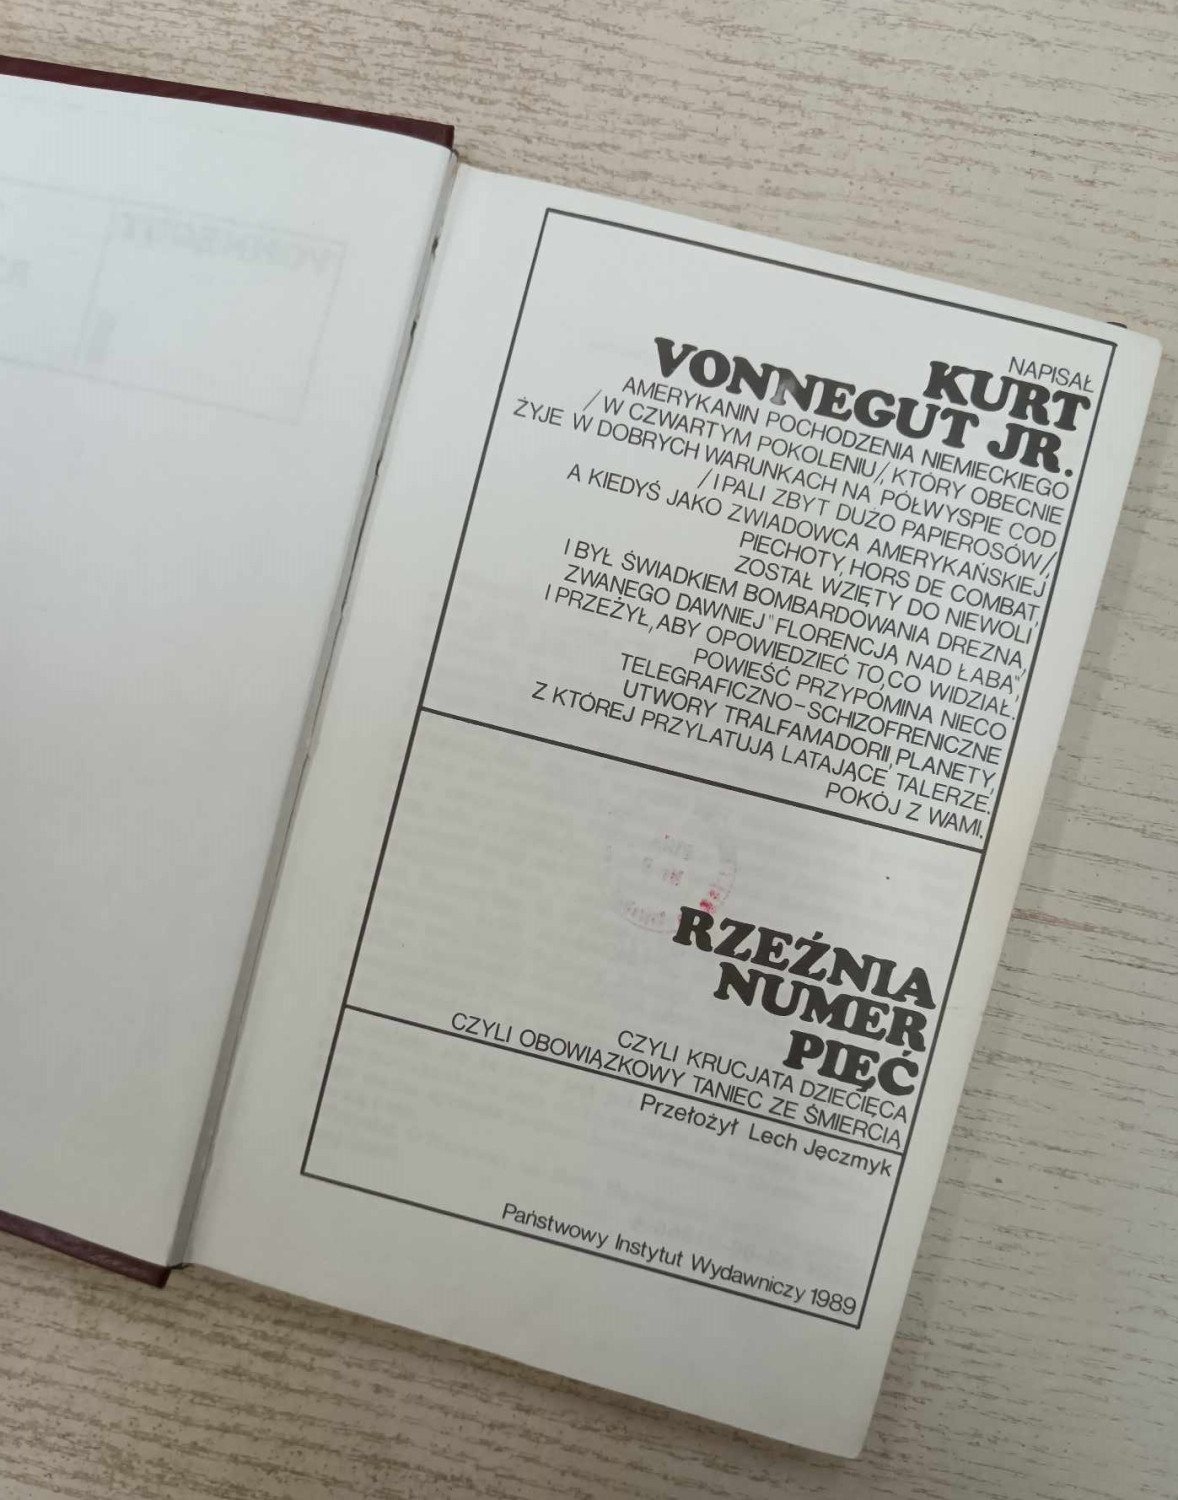 NAPISAŁ
KURT
VONNEGUT JR.
AMERYKANIN POCHODZENIA NIEMIECKIEGO
/W CZWARTYM POKOLENIU/, KTÓRY OBECNIE
ŻYJE W DOBRYCH WARUNKACH NA PÓŁWYSPIE COD
/I PALI ZBYT DUŻO PAPIEROSÓW/,
A KIEDYŚ JAKO ZWIADOWCA AMERYKAŃSKIEJ
PIECHOTY, HORS DE COMBAT,
ZOSTAŁ WZIĘTY DO NIEWOLI
I BYŁ ŚWIADKIEM BOMBARDOWANIA DREZNA,
ZWANEGO DAWNIEJ "FLORENCJĄ NAD ŁABĄ",
I PRZEŻYŁ, ABY OPOWIEDZIEĆ TO, CO WIDZIAŁ.
POWIEŚĆ PRZYPOMINA NIECO
TELEGRAFICZNO-SCHIZOFRENICZNE
UTWORY TRALFAMADORII, PLANETY,
Z KTÓREJ PRZYLATUJĄ LATAJĄCE TALERZE.
POKÓJ Z WAMI.
RZEŹNIA
NUMER
PIĘĆ
CZYLI KRUCJATA DZIECIĘCA
CZYLI OBOWIĄZKOWY TANIEC ZE ŚMIERCIĄ
Przełożył Lech Jęczmyk
Państwowy Instytut Wydawniczy 1989